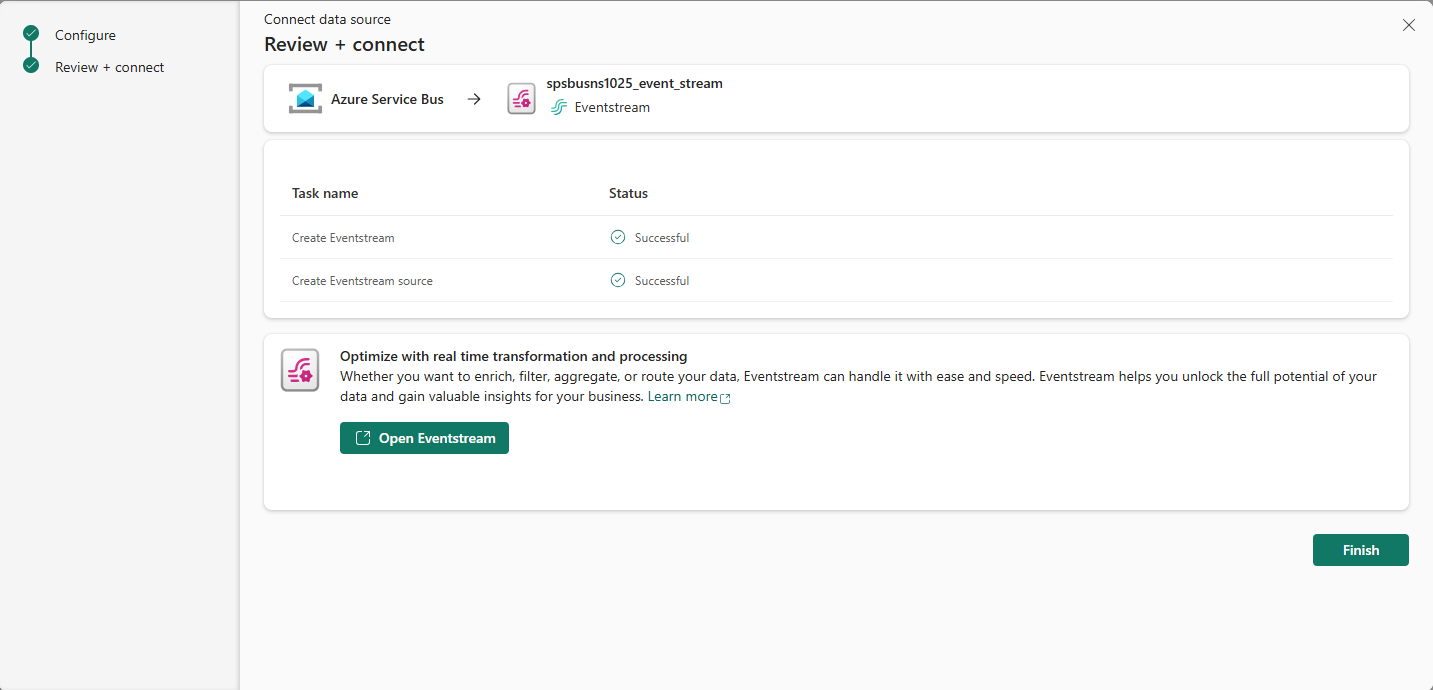 Configure
Review + connect
Connect data source
Review + connect
Azure Service Bus
spsbusns1025_event_stream
Eventstream
Task name Status
Create Eventstream Successful
Create Eventstream source Successful
Optimize with real time transformation and processing
Whether you want to enrich, filter, aggregate, or route your data, Eventstream can handle it with ease and speed. Eventstream helps you unlock the full potential of your
data and gain valuable insights for your business. Learn more
Open Eventstream
Finish